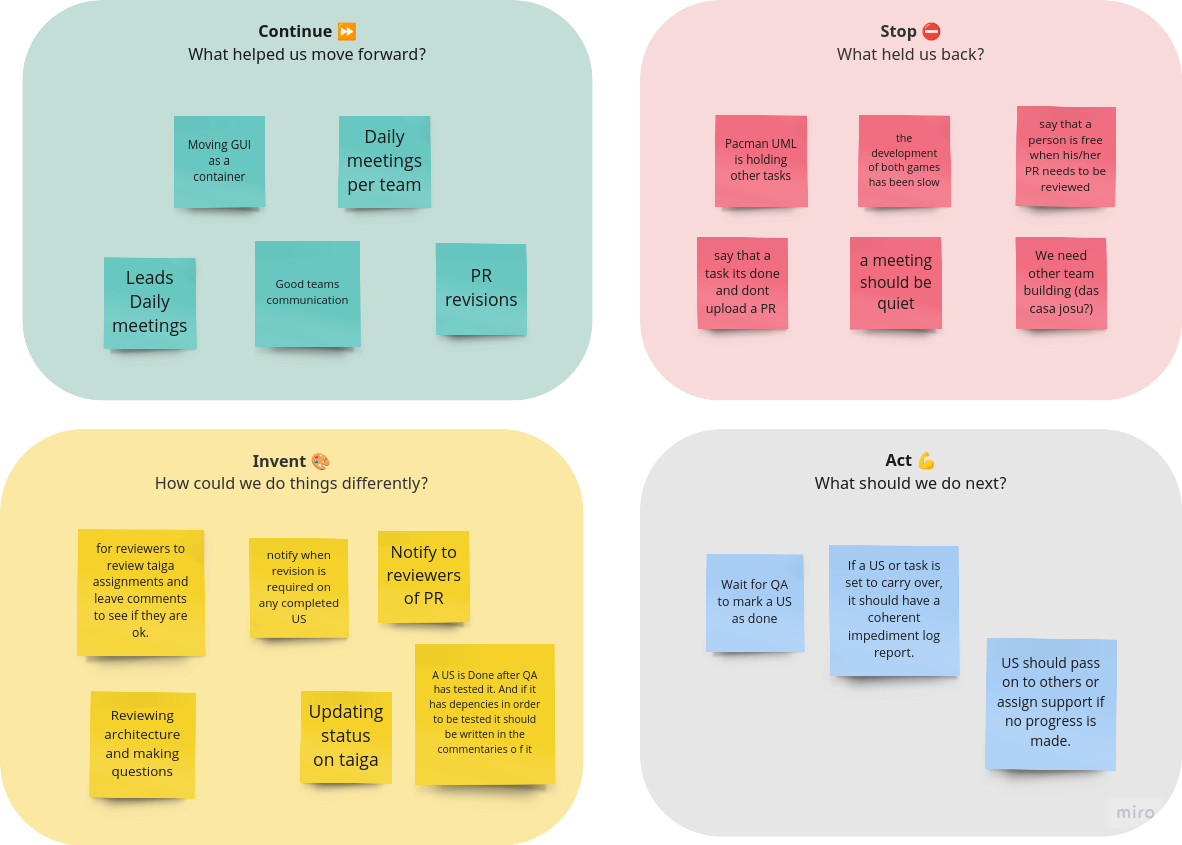 Continue ⏩
What helped us move forward?
Moving GUI
as a
container
Daily
meetings
per team
Leads
Daily
meetings
Good teams
communication
PR
revisions
Stop ⛔
What held us back?
Pacman UML
is holding
other tasks
the
development
of both games
has been slow
say that a
person is free
when his/her
PR needs to be
reviewed
say that a
task its done
and dont
upload a PR
a meeting
should be
quiet
We need
other team
building (das
casa josu?)
Invent 🎨
How could we do things differently?
for reviewers to
review taiga
assignments and
leave comments
to see if they are
ok.
notify when
revision is
required on
any completed
US
Notify to
reviewers
of PR
Reviewing
architecture
and making
questions
Updating
status
on taiga
A US is Done after QA
has tested it. And if it
has depencies in order
to be tested it should
be written in the
commentaries o f it
Act 💪
What should we do next?
Wait for QA
to mark a US
as done
If a US or task is
set to carry over,
it should have a
coherent
impediment log
report.
US should pass
on to others or
assign support if
no progress is
made.
miro